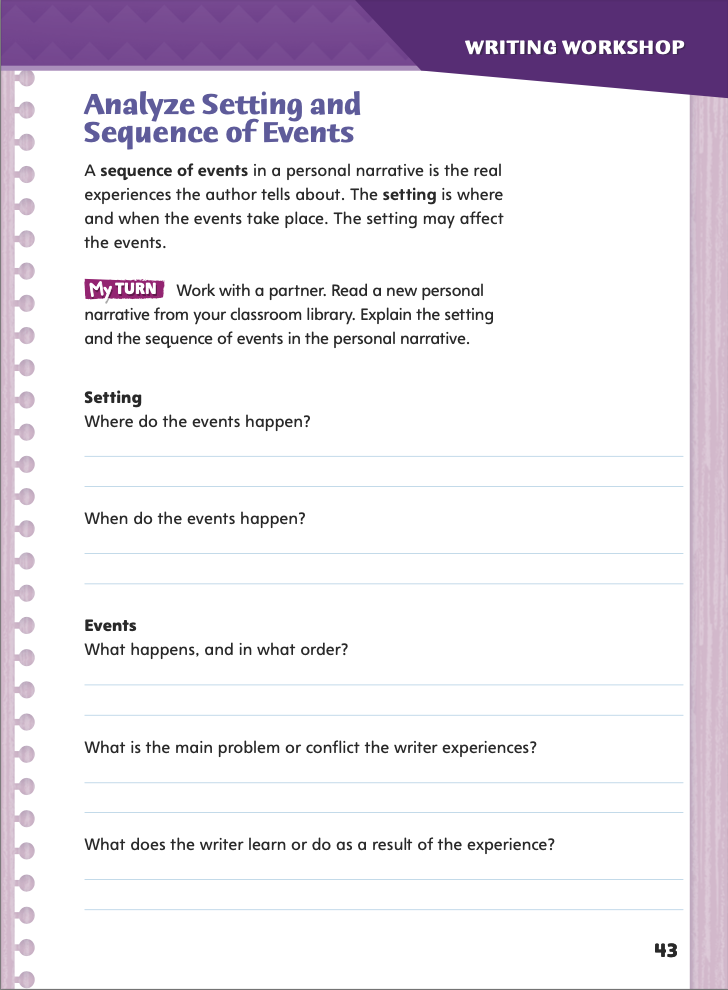 WRITING WORKSHOP
Analyze Setting and
Sequence of Events
A sequence of events in a personal narrative is the real
experiences the author tells about. The setting is where
and when the events take place. The setting may affect
the events.
My TURN Work with a partner. Read a new personal
narrative from your classroom library. Explain the setting
and the sequence of events in the personal narrative.
Setting
Where do the events happen?
When do the events happen?
Events
What happens, and in what order?
What is the main problem or conflict the writer experiences?
What does the writer learn or do as a result of the experience?
43